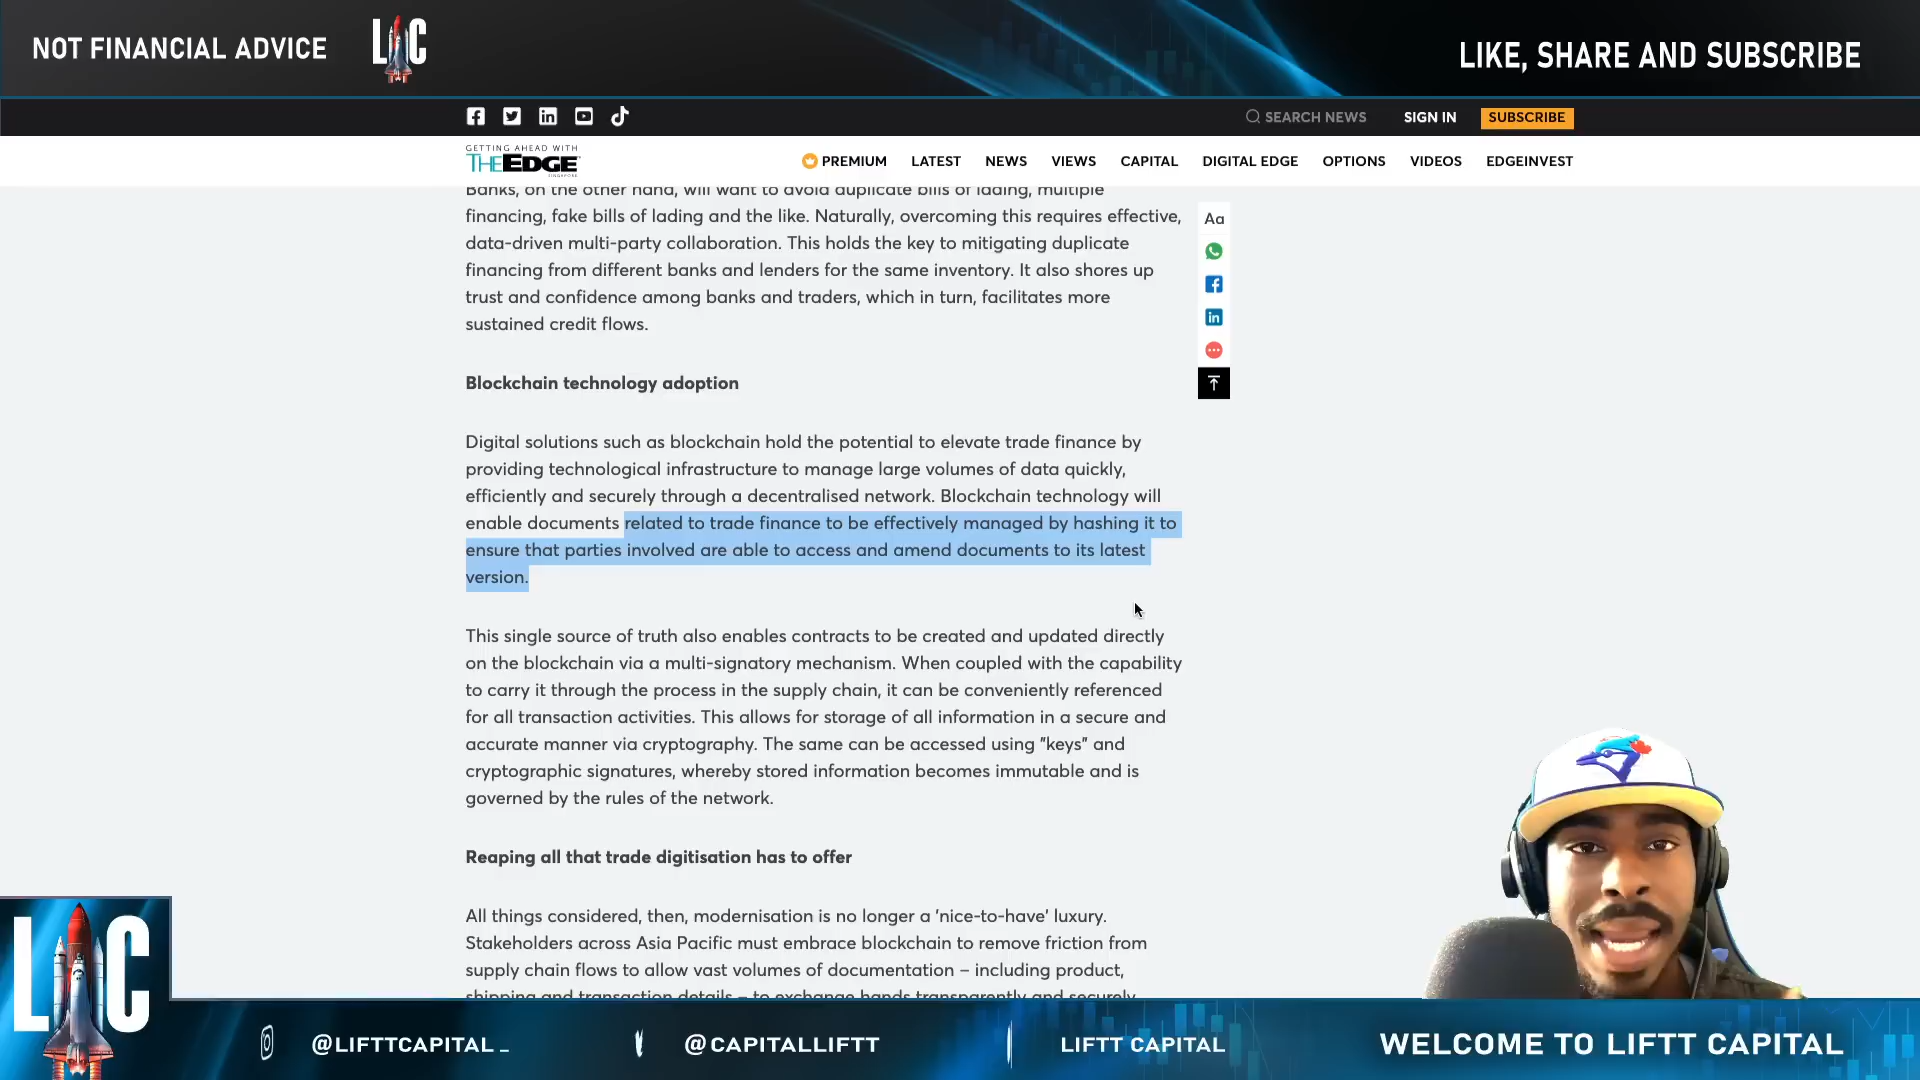 NOT FINANCIAL ADVICE
LC
LIKE, SHARE AND SUBSCRIBE
SEARCH NEWS
SIGN IN
SUBSCRIBE
GETTING AHEAD WITH
THE EDGE
SINGAPORE
PREMIUM
LATEST
NEWS
VIEWS
CAPITAL
DIGITAL EDGE
OPTIONS
VIDEOS
EDGEINVEST
Banks, on the other hand, will want to avoid duplicate bills of lading, multiple
financing, fake bills of lading and the like. Naturally, overcoming this requires effective,
data-driven multi-party collaboration. This holds the key to mitigating duplicate
financing from different banks and lenders for the same inventory. It also shores up
trust and confidence among banks and traders, which in turn, facilitates more
sustained credit flows.
Aa
Blockchain technology adoption
Digital solutions such as blockchain hold the potential to elevate trade finance by
providing technological infrastructure to manage large volumes of data quickly,
efficiently and securely through a decentralised network. Blockchain technology will
enable documents related to trade finance to be effectively managed by hashing it to
ensure that parties involved are able to access and amend documents to its latest
version.
This single source of truth also enables contracts to be created and updated directly
on the blockchain via a multi-signatory mechanism. When coupled with the capability
to carry it through the process in the supply chain, it can be conveniently referenced
for all transaction activities. This allows for storage of all information in a secure and
accurate manner via cryptography. The same can be accessed using "keys" and
cryptographic signatures, whereby stored information becomes immutable and is
governed by the rules of the network.
Reaping all that trade digitisation has to offer
All things considered, then, modernisation is no longer a 'nice-to-have' luxury.
Stakeholders across Asia Pacific must embrace blockchain to remove friction from
supply chain flows to allow vast volumes of documentation – including product,
shipping and transaction details – to exchange hands transparently and securely
LC
@LIFTTCAPITAL_
@CAPITALLIFTT
LIFTT CAPITAL
WELCOME TO LIFTT CAPITAL